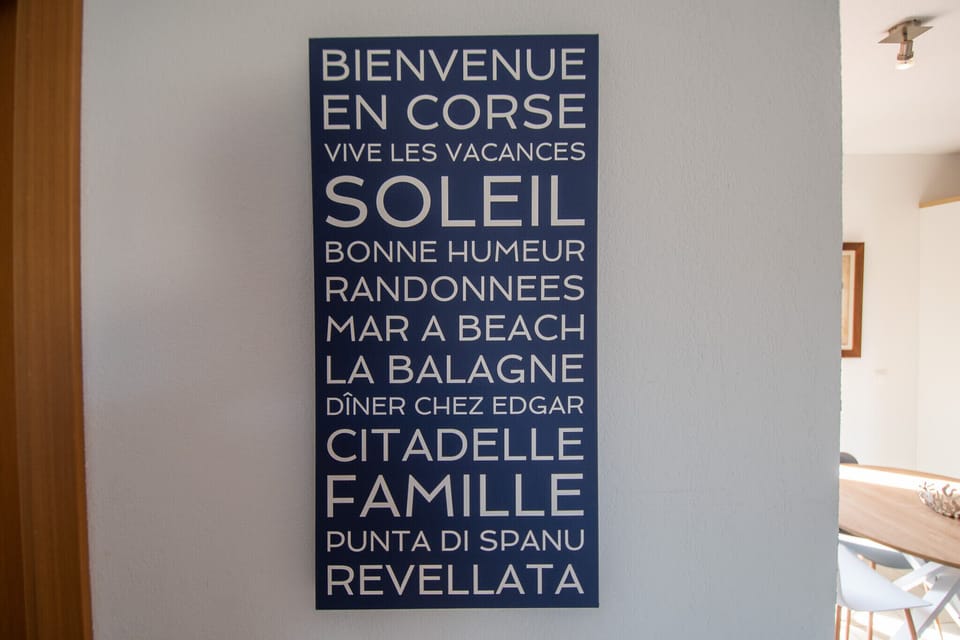 BIENVENUE
EN CORSE
VIVE LES VACANCES
SOLEIL
BONNE HUMEUR
RANDONNEES
MAR A BEACH
LA BALAGNE
DÎNER CHEZ EDGAR
CITADELLE
FAMILLE
PUNTA DI SPANU
REVELLATA